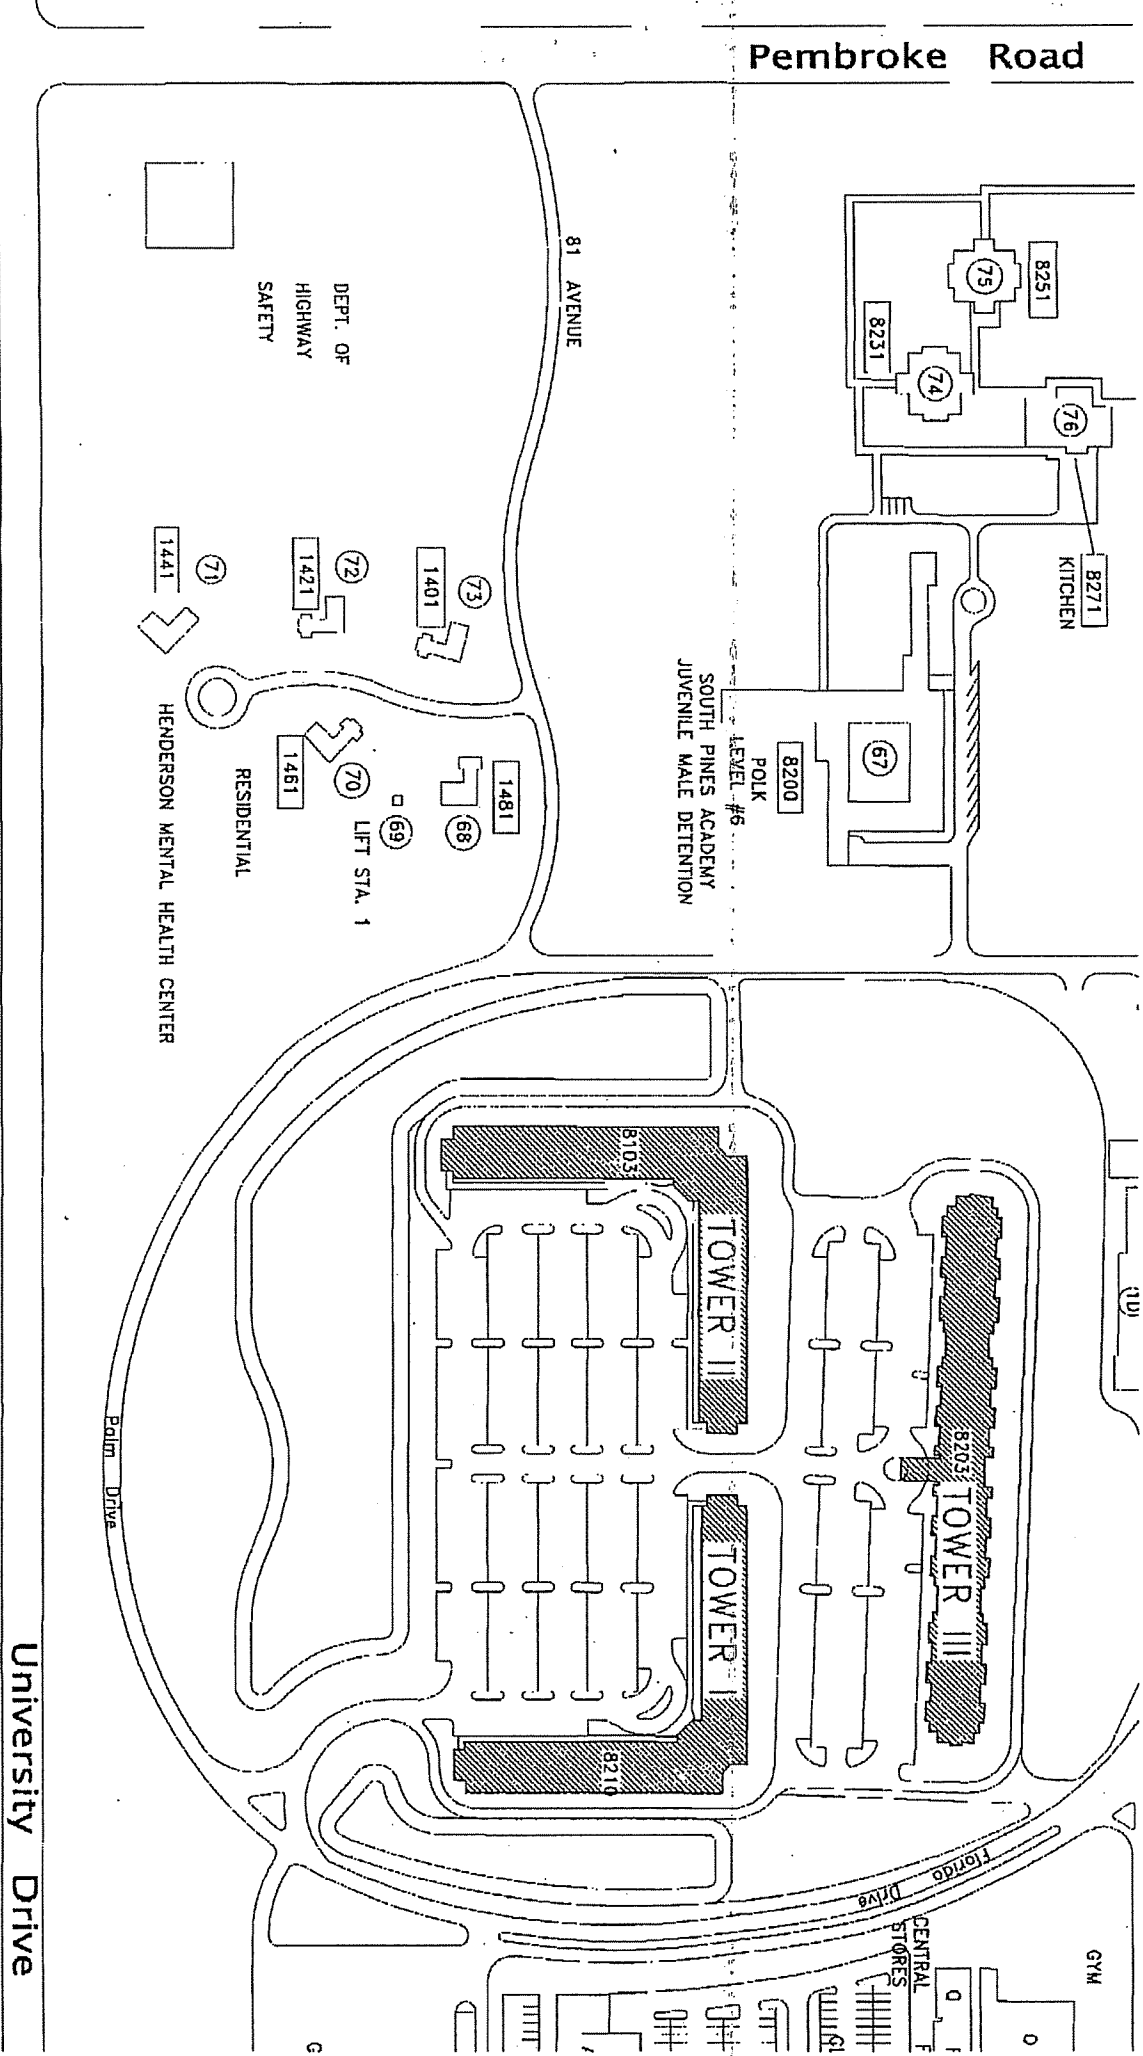 Pembroke Road
81 AVENUE
8251
75
8231
74
76
8271
KITCHEN
DEPT. OF
HIGHWAY
SAFETY
1441
71
1421
72
1401
73
SOUTH PINES ACADEMY
JUVENILE MALE DETENTION
LEVEL #6
POLK
8200
67
1461
70
69
68
1481
LIFT STA. 1
RESIDENTIAL
HENDERSON MENTAL HEALTH CENTER
8103
TOWER II
8203
TOWER III
TOWER I
8210
Palm Drive
Florida Drive
University Drive
CENTRAL
STORES
GYM